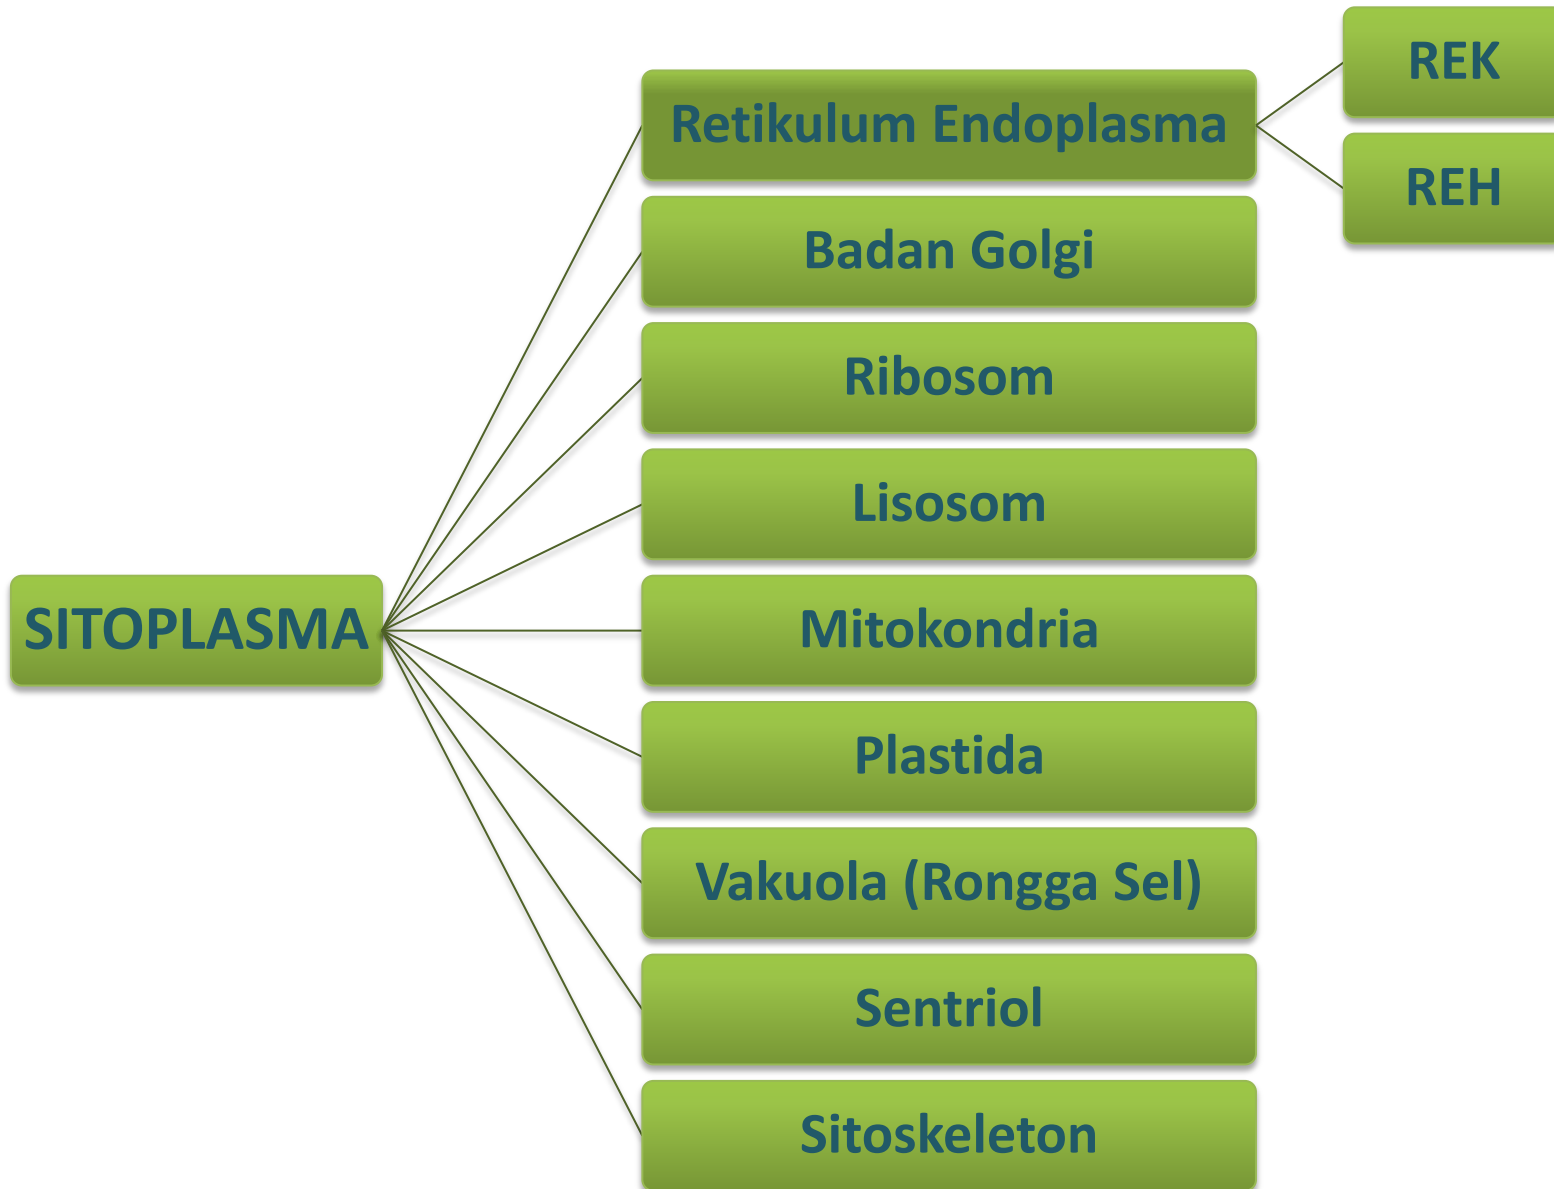 SITOPLASMA
Retikulum Endoplasma
REK
REH
Badan Golgi
Ribosom
Lisosom
Mitokondria
Plastida
Vakuola (Rongga Sel)
Sentriol
Sitoskeleton